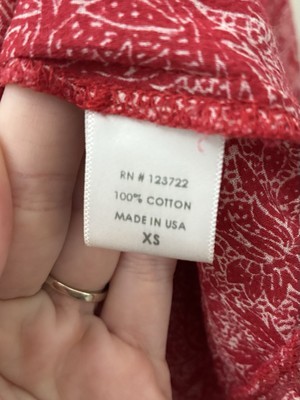 RN # 123722
100% COTTON
MADE IN USA
XS